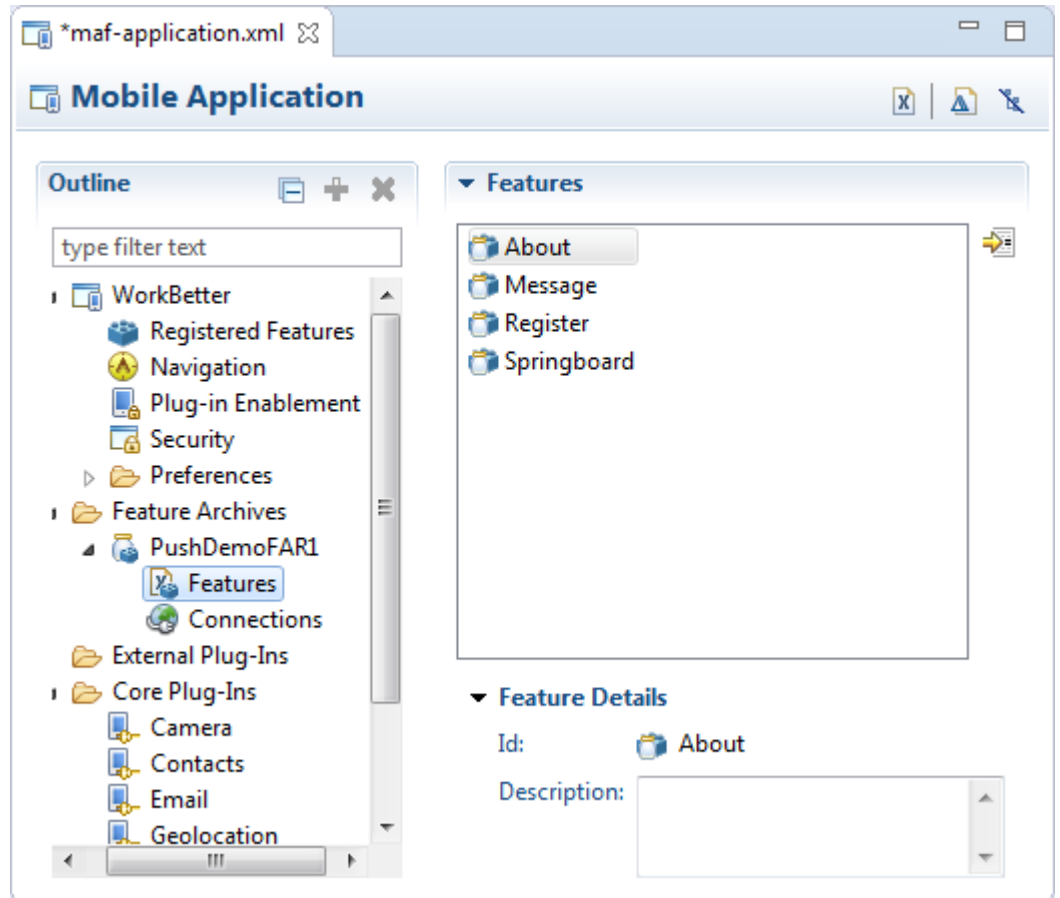 *maf-application.xml
Mobile Application
Outline
type filter text
WorkBetter
Registered Features
Navigation
Plug-in Enablement
Security
Preferences
Feature Archives
PushDemoFAR1
Features
Connections
External Plug-Ins
Core Plug-Ins
Camera
Contacts
Email
Geolocation
Features
About
Message
Register
Springboard
Feature Details
Id: About
Description: